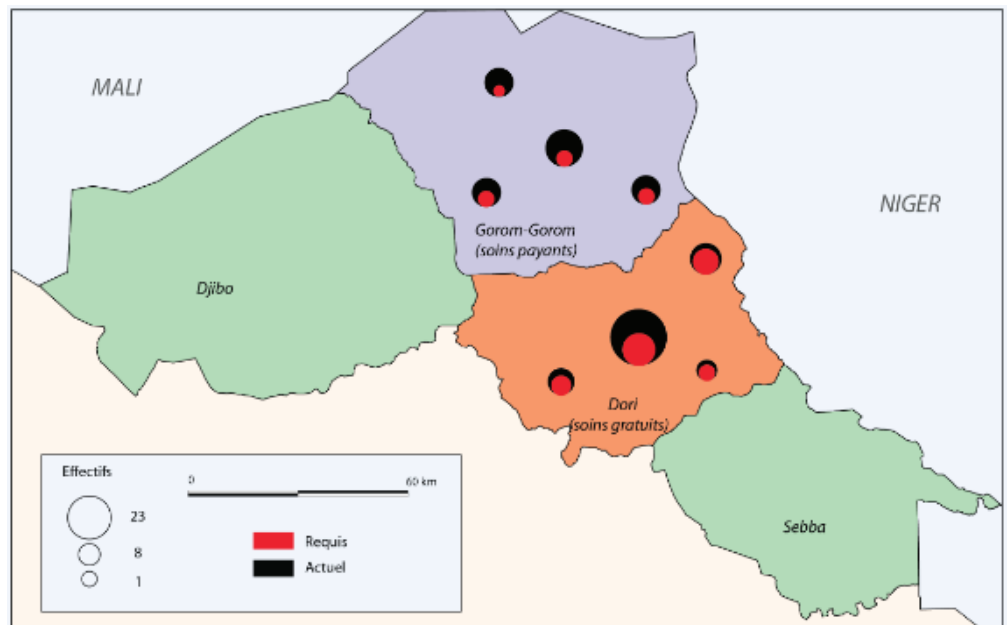 MALI
NIGER
Gorom-Gorom
(soins payants)
Djibo
Dori
(soins gratuits)
Sebba
Effectifs
23
8
1
0
60 km
Requis
Actuel